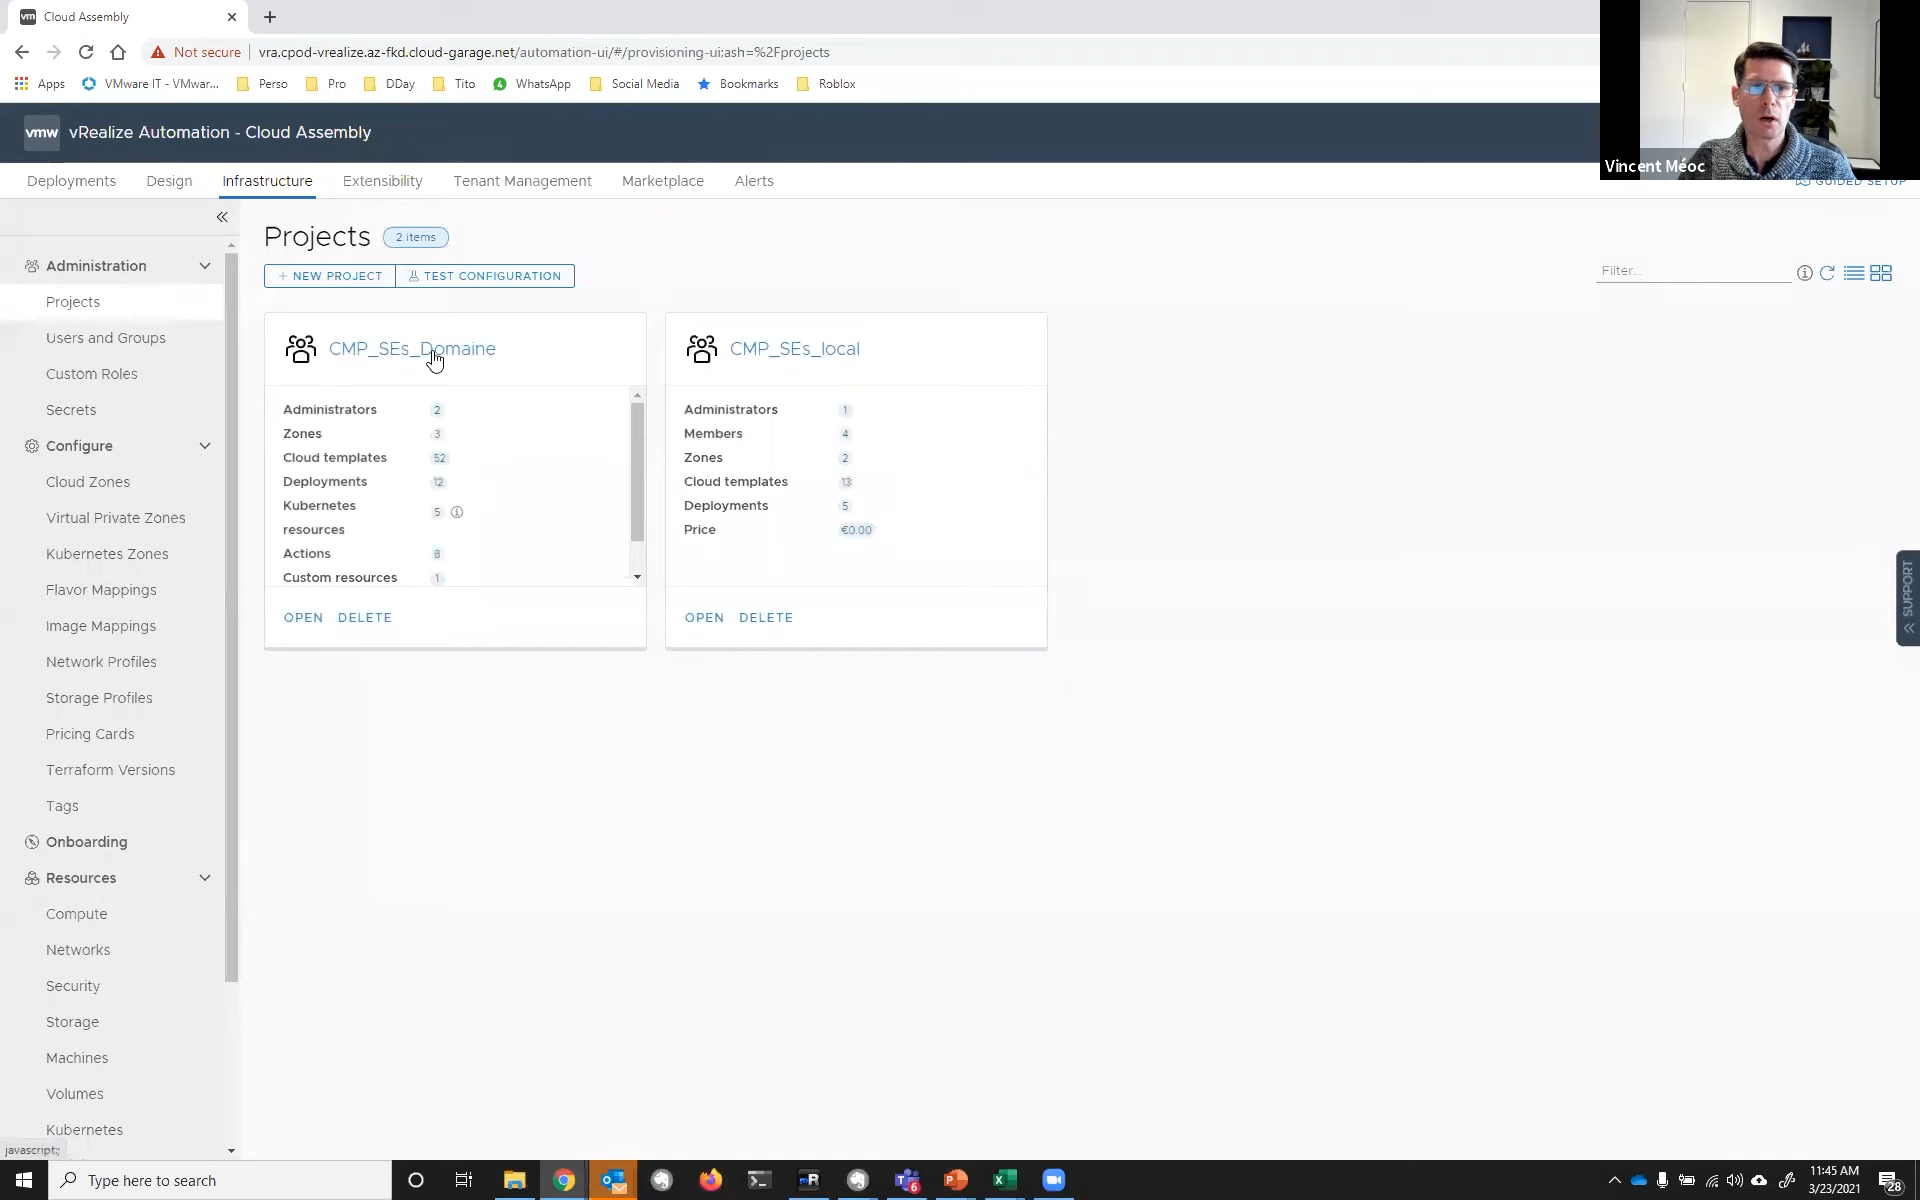 vm Cloud Assembly
Not secure vra.cpod-vrealize.az-fkd.cloud-garage.net/automation-ui/#/provisioning-ui;ash=%2Fprojects
Apps VMware IT - VMwar... Perso Pro DDay Tito WhatsApp Social Media Bookmarks Roblox
vmw vRealize Automation - Cloud Assembly
Vincent Méoc
Deployments Design Infrastructure Extensibility Tenant Management Marketplace Alerts
GUIDED SETUP
Administration
Projects
Users and Groups
Custom Roles
Secrets
Configure
Cloud Zones
Virtual Private Zones
Kubernetes Zones
Flavor Mappings
Image Mappings
Network Profiles
Storage Profiles
Pricing Cards
Terraform Versions
Tags
Onboarding
Resources
Compute
Networks
Security
Storage
Machines
Volumes
Kubernetes
javascript:;
Projects 2 items
+ NEW PROJECT TEST CONFIGURATION
Filter...
CMP_SEs_Domaine
Administrators 2
Zones 3
Cloud templates 52
Deployments 12
Kubernetes resources 5
Actions 8
Custom resources 1
OPEN DELETE
CMP_SEs_local
Administrators 1
Members 4
Zones 2
Cloud templates 13
Deployments 5
Price €0.00
OPEN DELETE
SUPPORT
Type here to search
11:45 AM
3/23/2021
28